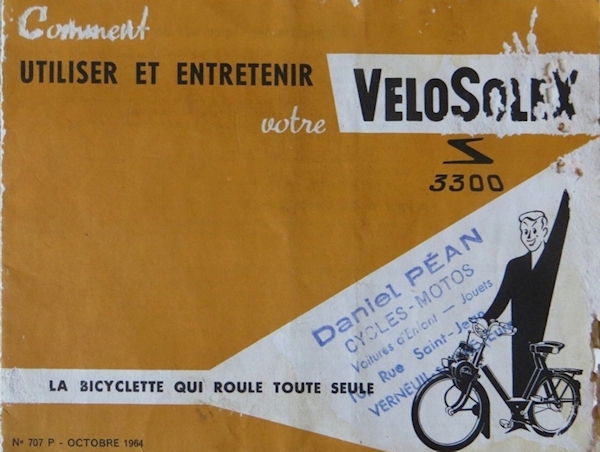 Comment
UTILISER ET ENTRETENIR
votre
VELOSOLEX
S 3300
Daniel PÉAN
CYCLES-MOTOS
Voitures d'Enfant — Jouets
Rue Saint-Jean
VERNEUIL-S
LA BICYCLETTE QUI ROULE TOUTE SEULE
N° 707 P - OCTOBRE 1964